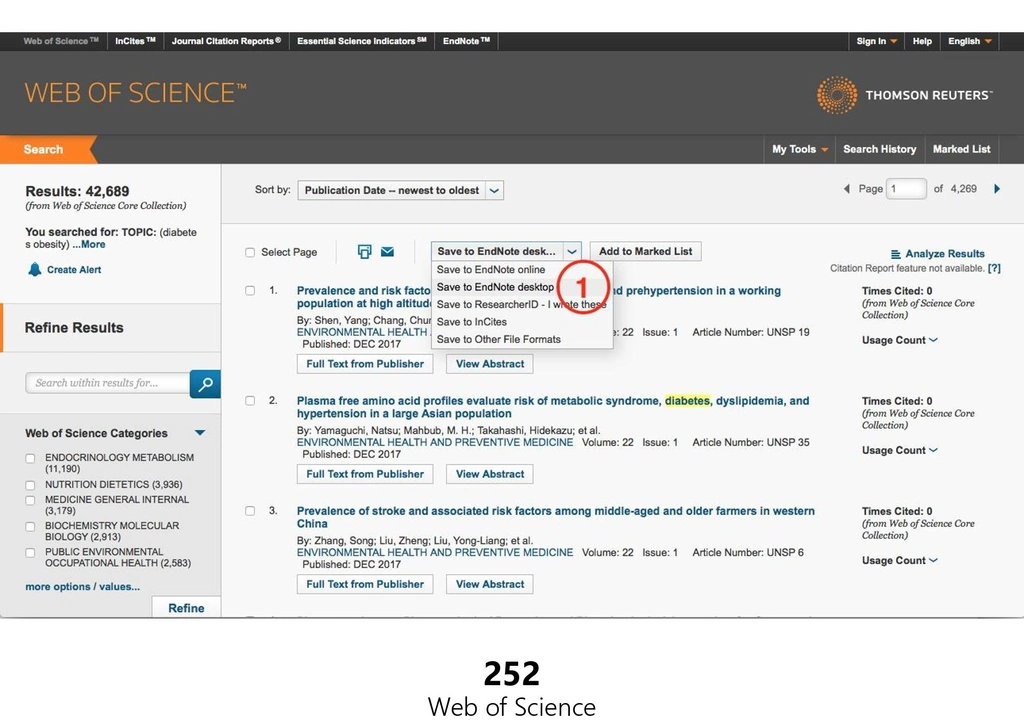 Web of Science™ InCites™ Journal Citation Reports® Essential Science Indicators℠ EndNote™ Sign In Help English
WEB OF SCIENCE™
THOMSON REUTERS™
Search My Tools Search History Marked List
Results: 42,689
(from Web of Science Core Collection)
You searched for: TOPIC: (diabete
s obesity) ...More
Create Alert
Refine Results
Search within results for...
Web of Science Categories
ENDOCRINOLOGY METABOLISM
(11,190)
NUTRITION DIETETICS (3,936)
MEDICINE GENERAL INTERNAL
(3,179)
BIOCHEMISTRY MOLECULAR
BIOLOGY (2,913)
PUBLIC ENVIRONMENTAL
OCCUPATIONAL HEALTH (2,583)
more options / values...
Refine
Sort by: Publication Date -- newest to oldest Page 1 of 4,269
Select Page Save to EndNote desk... Add to Marked List
Save to EndNote online
Save to EndNote desktop
Save to ResearcherID - I wrote these
Save to InCites
Save to Other File Formats
1
Analyze Results
Citation Report feature not available. [?]
1. Prevalence and risk facto d prehypertension in a working
population at high altitud
By: Shen, Yang; Chang, Chu
ENVIRONMENTAL HEALTH : 22 Issue: 1 Article Number: UNSP 19
Published: DEC 2017
Full Text from Publisher View Abstract
Times Cited: 0
(from Web of Science Core
Collection)
Usage Count
2. Plasma free amino acid profiles evaluate risk of metabolic syndrome, diabetes, dyslipidemia, and
hypertension in a large Asian population
By: Yamaguchi, Natsu; Mahbub, M. H.; Takahashi, Hidekazu; et al.
ENVIRONMENTAL HEALTH AND PREVENTIVE MEDICINE Volume: 22 Issue: 1 Article Number: UNSP 35
Published: DEC 2017
Full Text from Publisher View Abstract
Times Cited: 0
(from Web of Science Core
Collection)
Usage Count
3. Prevalence of stroke and associated risk factors among middle-aged and older farmers in western
China
By: Zhang, Song; Liu, Zheng; Liu, Yong-Liang; et al.
ENVIRONMENTAL HEALTH AND PREVENTIVE MEDICINE Volume: 22 Issue: 1 Article Number: UNSP 6
Published: DEC 2017
Full Text from Publisher View Abstract
Times Cited: 0
(from Web of Science Core
Collection)
Usage Count
252
Web of Science